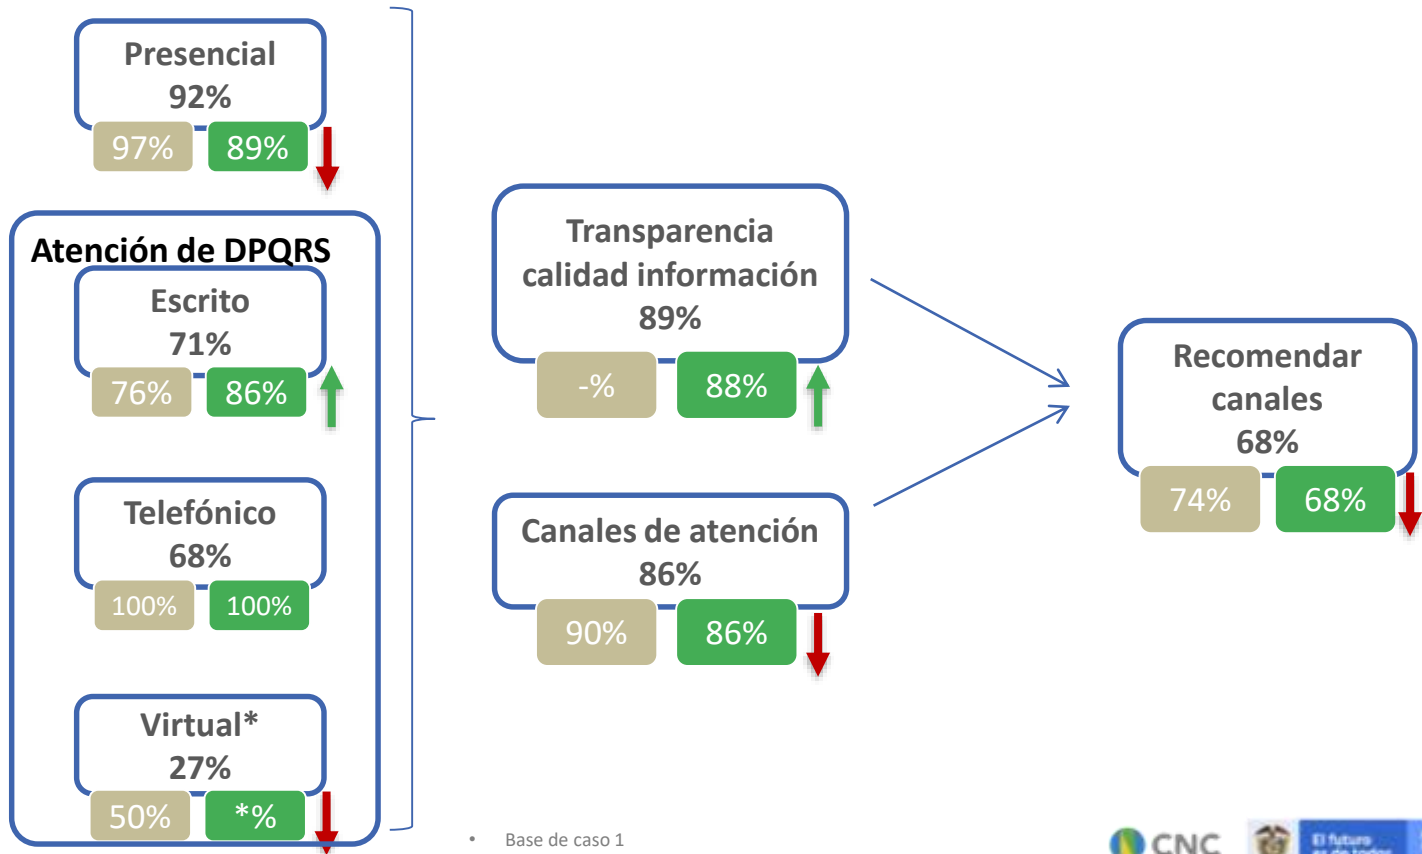 Presencial
92%
97%
89%
Atención de DPQRS
Escrito
71%
76%
86%
Telefónico
68%
100%
100%
Virtual*
27%
50%
*%
Transparencia
calidad información
89%
-%
88%
Canales de atención
86%
90%
86%
Recomendar
canales
68%
74%
68%
• Base de caso 1
CNC
El futuro